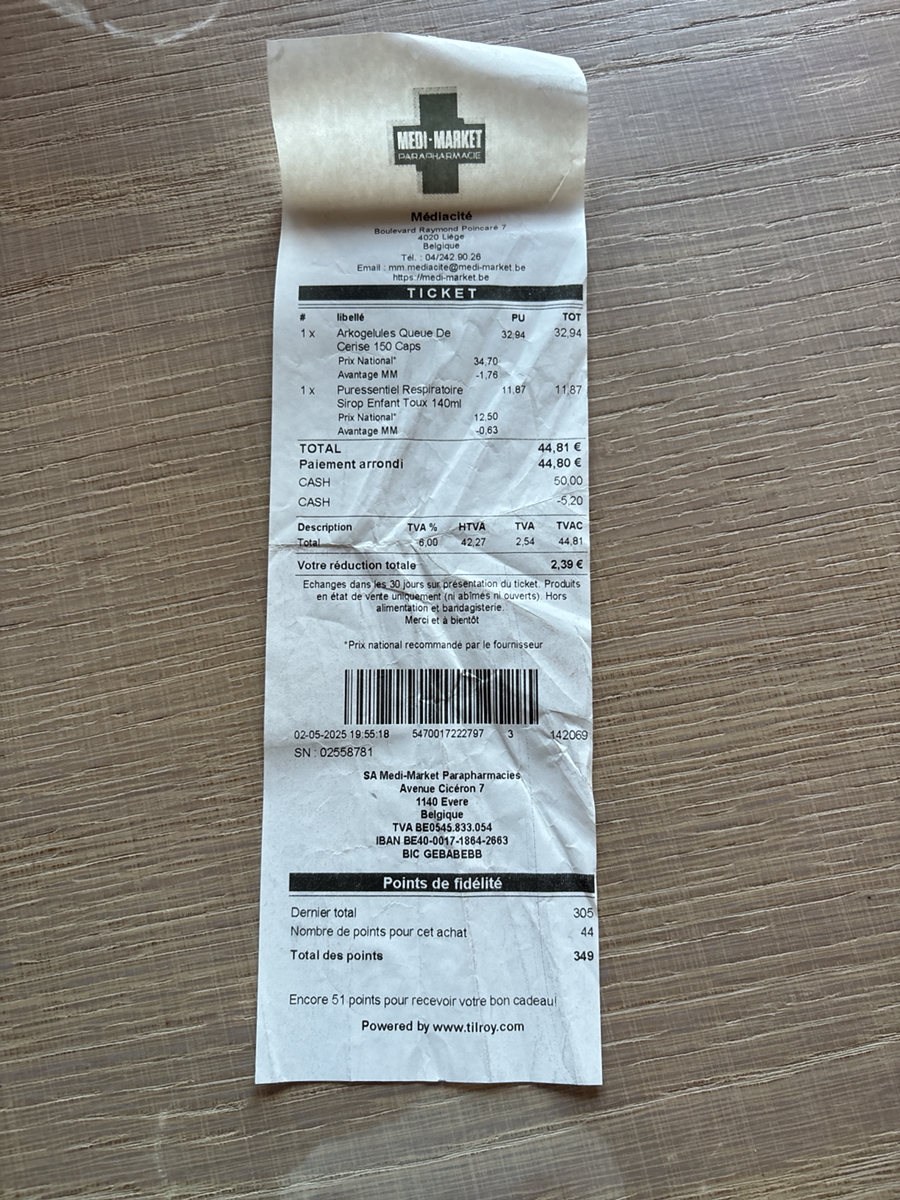 MEDI-MARKET
PARAPHARMACIE
Médiacité
Boulevard Raymond Poincaré 7
4020 Liège
Belgique
Tél. : 04/242.90.26
Email : mm.mediacite@medi-market.be
https://medi-market.be
TICKET
# libellé PU TOT
1 x Arkogelules Queue De 32,94 32,94
Cerise 150 Caps
Prix National* 34,70
Avantage MM -1,76
1 x Puressentiel Respiratoire 11,87 11,87
Sirop Enfant Toux 140ml
Prix National* 12,50
Avantage MM -0,63
TOTAL 44,81 €
Paiement arrondi 44,80 €
CASH 50,00
CASH -5,20
Description TVA % HTVA TVA TVAC
Total 6,00 42,27 2,54 44,81
Votre réduction totale 2,39 €
Echanges dans les 30 jours sur présentation du ticket. Produits
en état de vente uniquement (ni abîmés ni ouverts). Hors
alimentation et bandagisterie.
Merci et à bientôt
*Prix national recommandé par le fournisseur
02-05-2025 19:55:18 5470017222797 3 142069
SN : 02558781
SA Medi-Market Parapharmacies
Avenue Cicéron 7
1140 Evere
Belgique
TVA BE0545.833.054
IBAN BE40-0017-1864-2663
BIC GEBABEBB
Points de fidélité
Dernier total 305
Nombre de points pour cet achat 44
Total des points 349
Encore 51 points pour recevoir votre bon cadeau!
Powered by www.tilroy.com